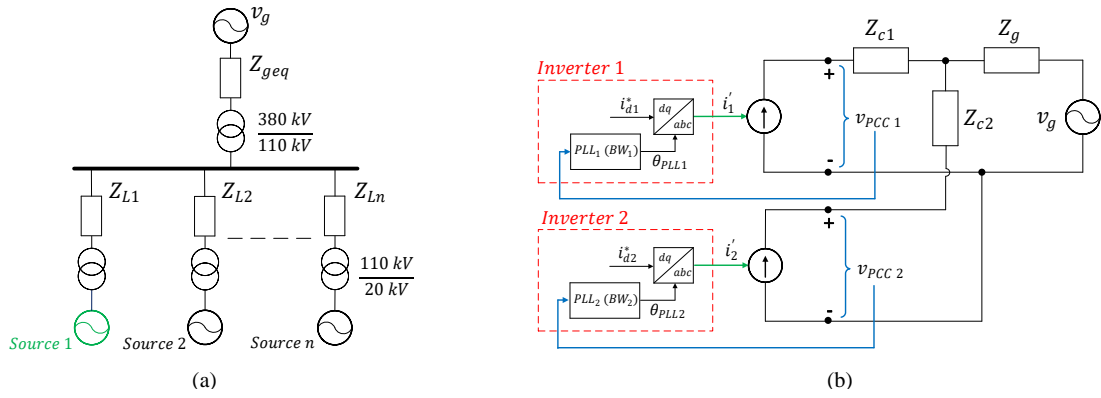 v_g
Z_geq
380 kV
110 kV
Z_L1
Z_L2
Z_Ln
110 kV
20 kV
Source 1
Source 2
Source n
(a)
Inverter 1
i*_d1
dq
abc
i'_1
PLL_1 (BW_1)
θ_PLL1
v_PCC 1
+
-
Z_c1
Z_g
Z_c2
v_g
Inverter 2
i*_d2
dq
abc
i'_2
PLL_2 (BW_2)
θ_PLL2
v_PCC 2
+
-
(b)